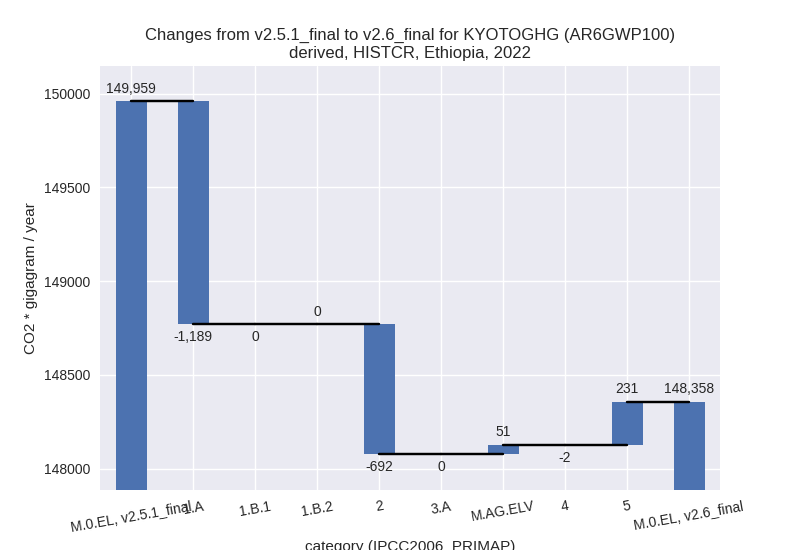 Changes from v2.5.1_final to v2.6_final for KYOTOGHG (AR6GWP100)
derived, HISTCR, Ethiopia, 2022
150000
149500
149000
148500
148000
CO2 * gigagram / year
149,959
-1,189
0
0
-692
0
51
-2
231
148,358
M.0.EL, v2.5.1_final
1.A
1.B.1
1.B.2
2
3.A
M.AG.ELV
4
5
M.0.EL, v2.6_final
category (IPCC2006_PRIMAP)